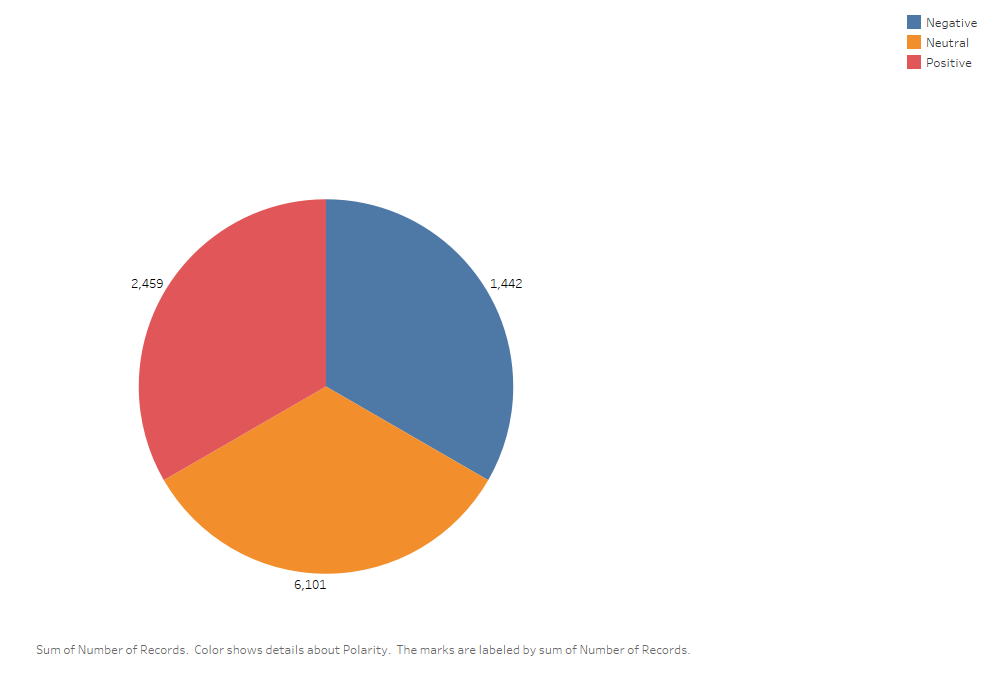 Negative
Neutral
Positive
2,459
1,442
6,101
Sum of Number of Records.  Color shows details about Polarity.  The marks are labeled by sum of Number of Records.